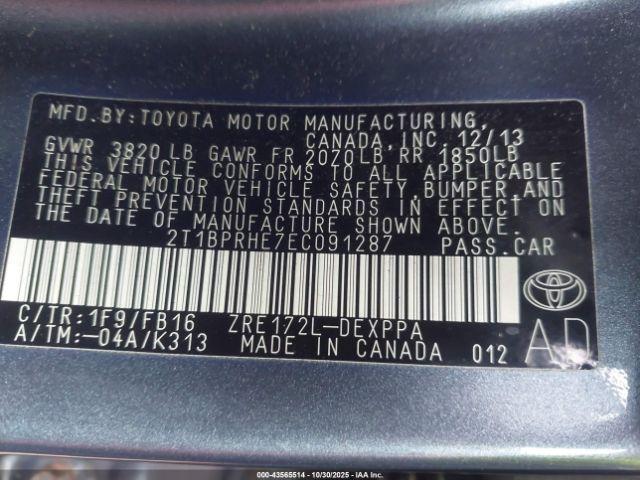 MFD.BY:TOYOTA MOTOR MANUFACTURING,
CANADA,INC. 12/13
GVWR 3820 LB GAWR FR 2070LB RR 1850LB
THIS VEHICLE CONFORMS TO ALL APPLICABLE
FEDERAL MOTOR VEHICLE SAFETY, BUMPER, AND
THEFT PREVENTION STANDARDS IN EFFECT ON
THE DATE OF MANUFACTURE SHOWN ABOVE.
2T1BPRHE7EC091287 PASS.CAR
C/TR:1F9/FB16 ZRE172L-DEXPPA
A/TM:-04A/K313 MADE IN CANADA 012
AD
© - 43565514 - 10/30/2025 - IAA Inc.